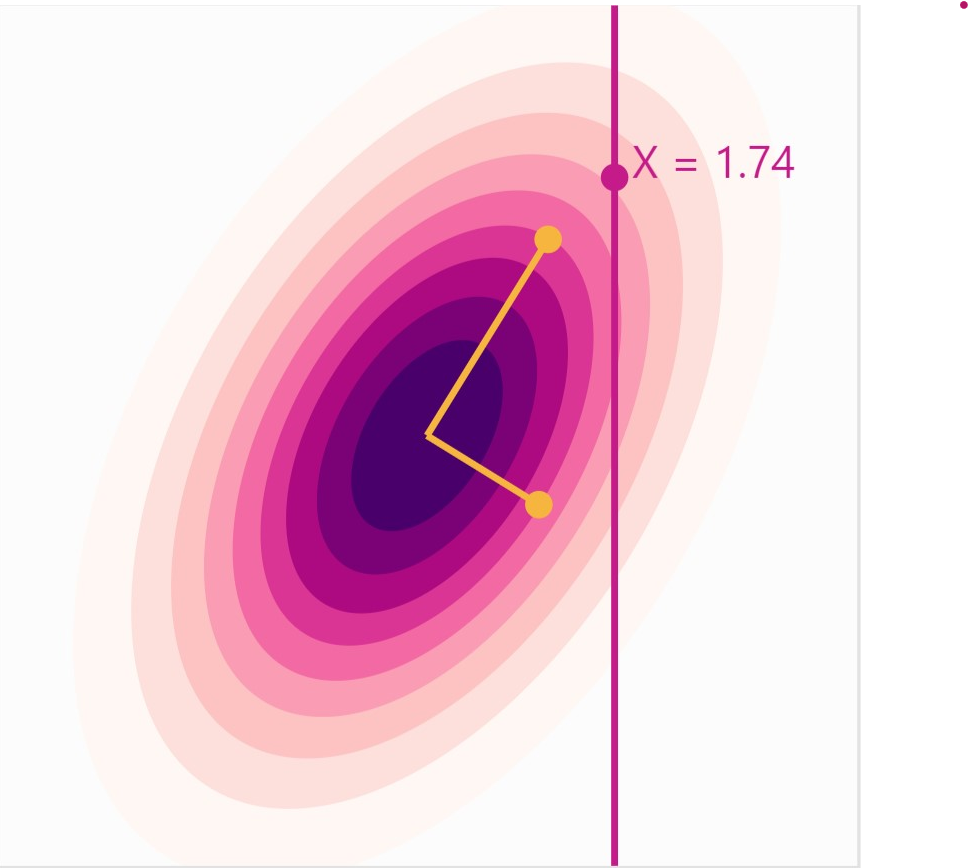 X = 1.74